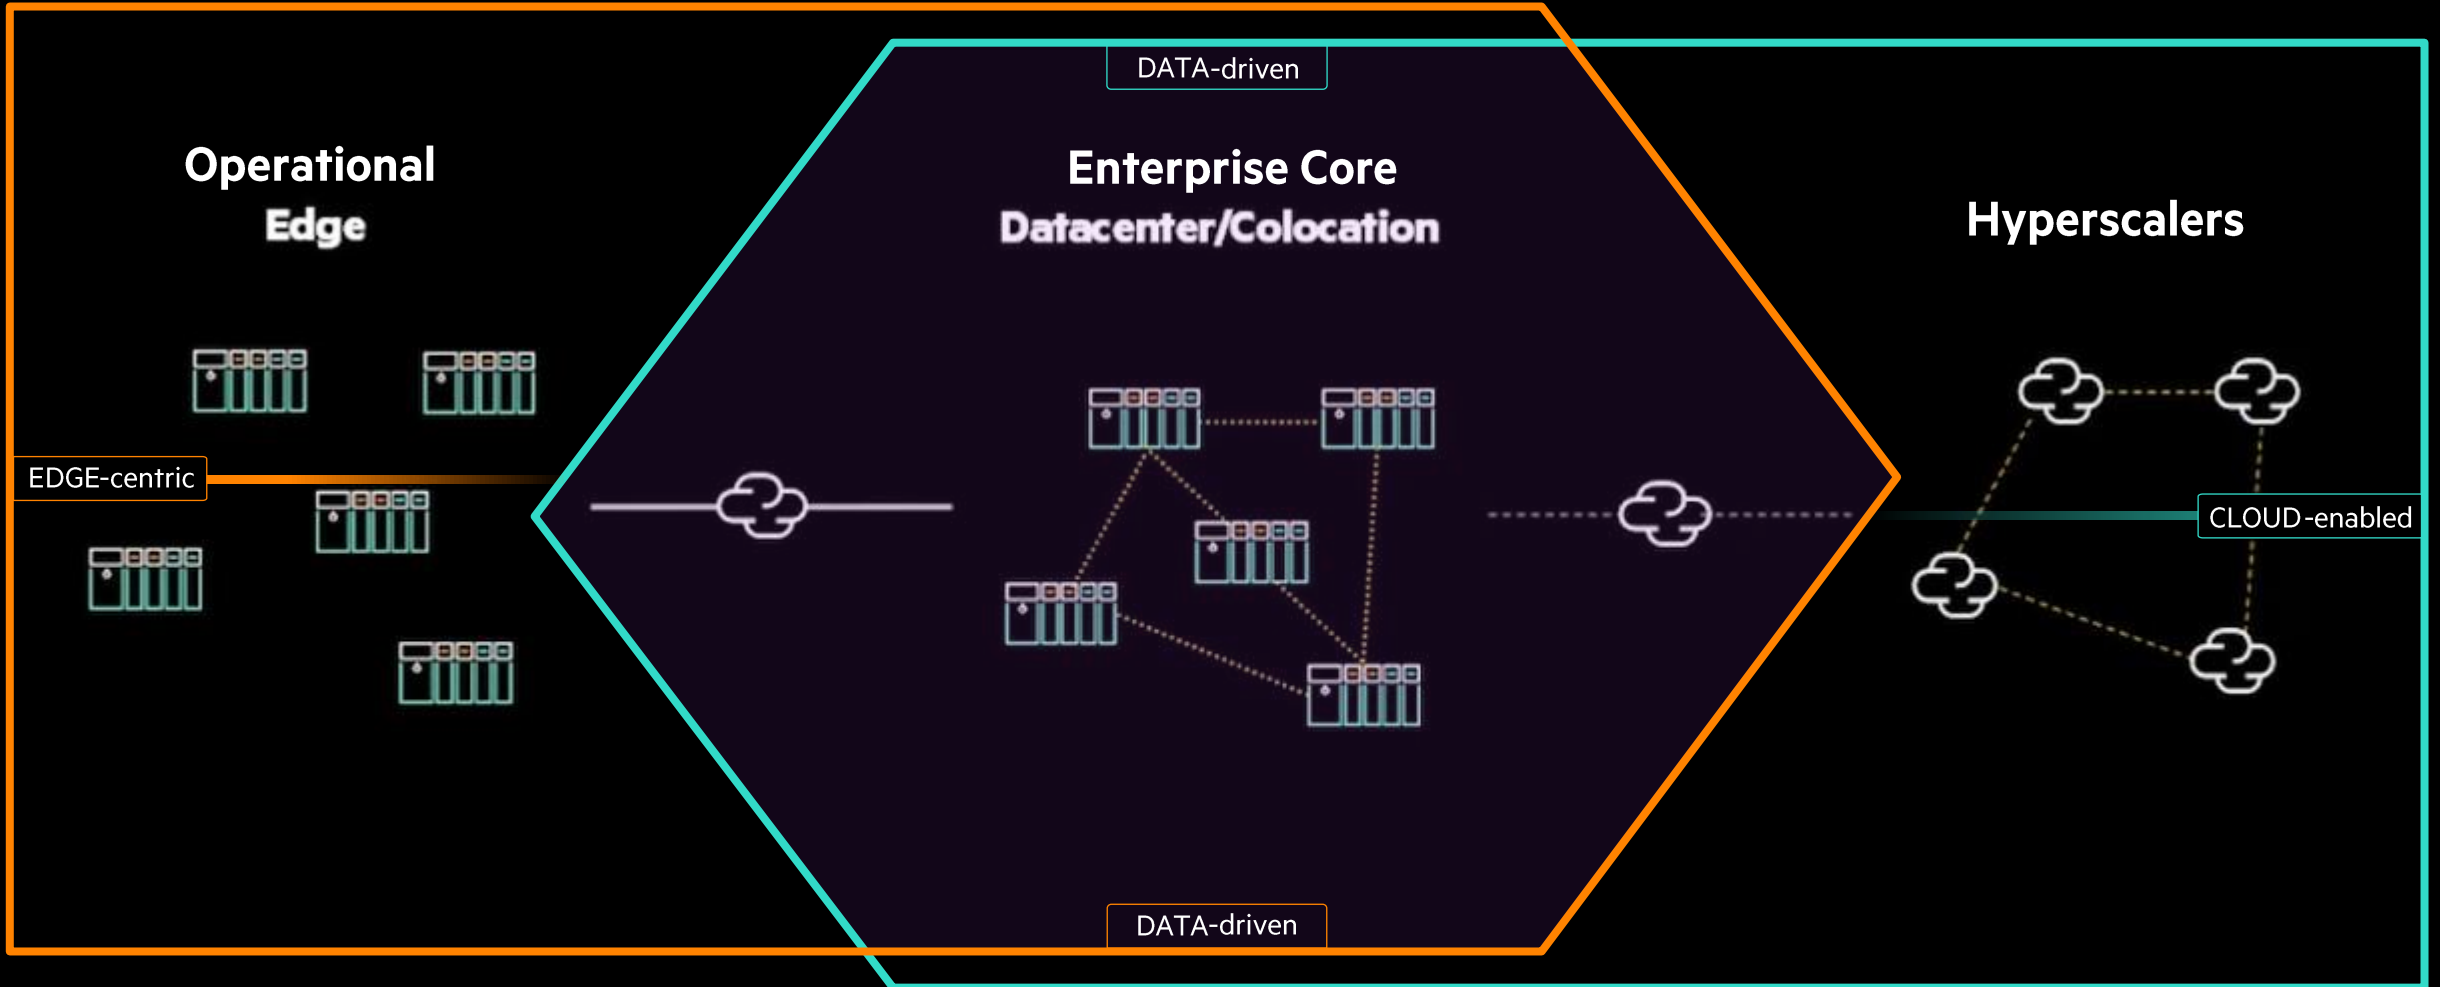 DATA-driven
Operational
Edge
Enterprise Core
Datacenter/Colocation
Hyperscalers
EDGE-centric
CLOUD-enabled
DATA-driven